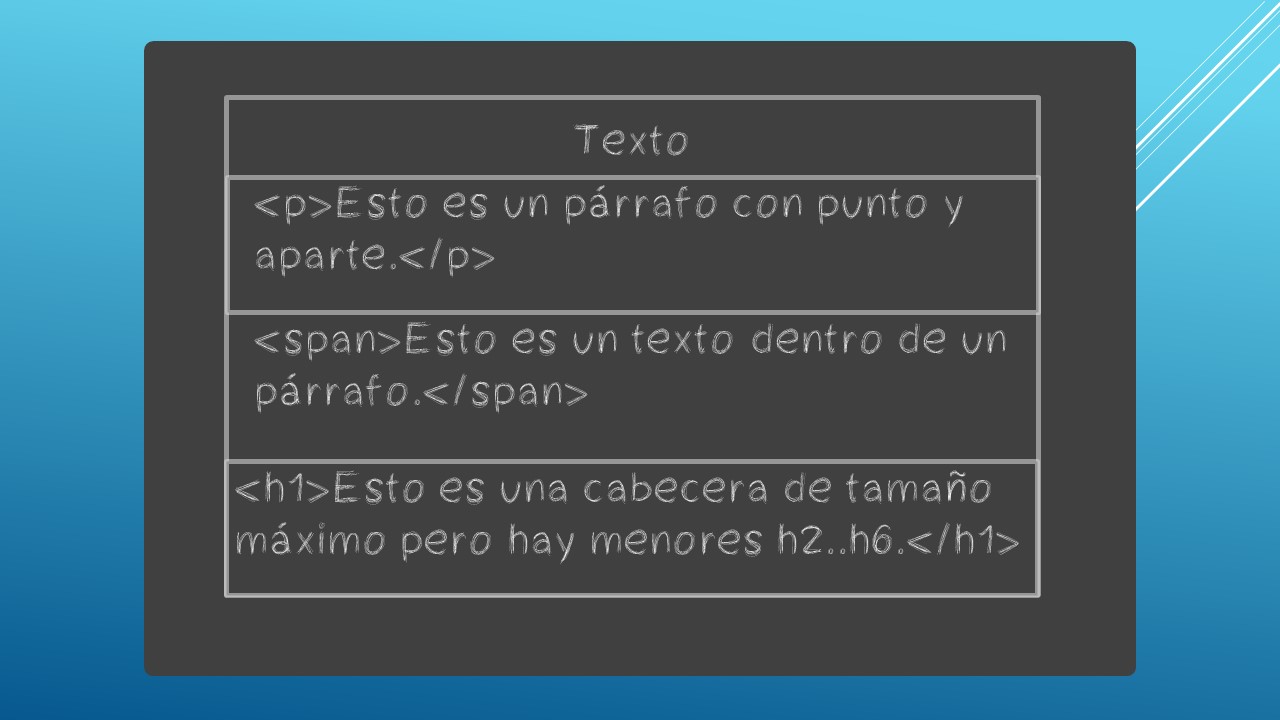 Texto
<p>Esto es un párrafo con punto y
aparte.</p>
<span>Esto es un texto dentro de un
párrafo.</span>
<h1>Esto es una cabecera de tamaño
máximo pero hay menores h2..h6.</h1>